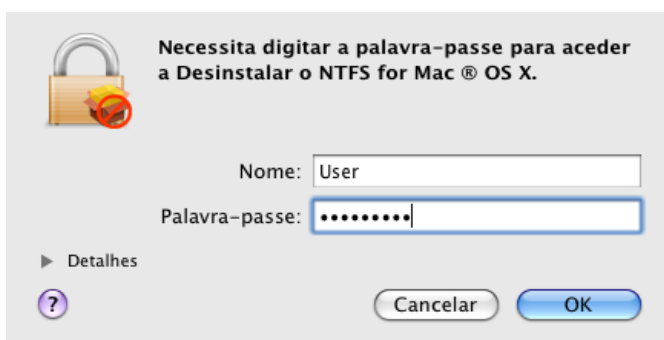 Necessita digitar a palavra-passe para aceder
a Desinstalar o NTFS for Mac ® OS X.
Nome: User
Palavra-passe: •••••••••
Detalhes
? Cancelar OK